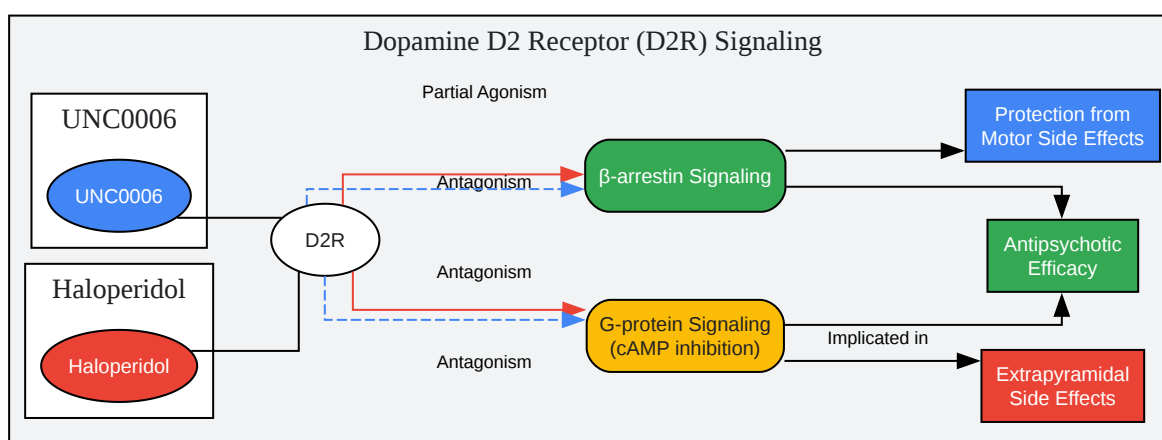 Dopamine D2 Receptor (D2R) Signaling
UNC0006
UNC0006
Haloperidol
Haloperidol
D2R
Partial Agonism
Antagonism
Antagonism
Antagonism
β-arrestin Signaling
G-protein Signaling
(cAMP inhibition)
Implicated in
Protection from
Motor Side Effects
Antipsychotic
Efficacy
Extrapyramidal
Side Effects